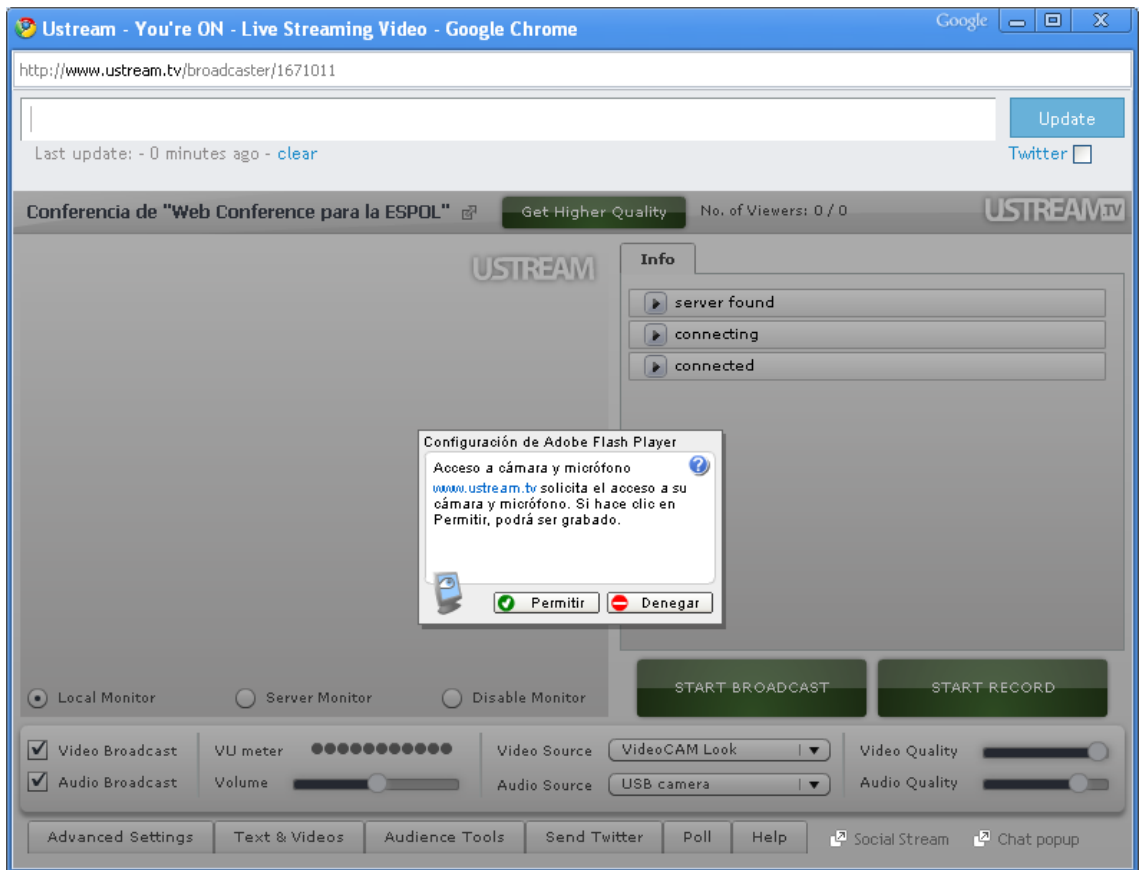 Ustream - You're ON - Live Streaming Video - Google Chrome
Google
http://www.ustream.tv/broadcaster/1671011
Update
Last update: - 0 minutes ago - clear
Twitter
Conferencia de "Web Conference para la ESPOL"
Get Higher Quality
No. of Viewers: 0 / 0
USTREAM.TV
USTREAM
Info
server found
connecting
connected
Configuración de Adobe Flash Player
Acceso a cámara y micrófono
www.ustream.tv solicita el acceso a su
cámara y micrófono. Si hace clic en
Permitir, podrá ser grabado.
Permitir
Denegar
START BROADCAST
START RECORD
Local Monitor
Server Monitor
Disable Monitor
Video Broadcast
VU meter
Video Source
VideoCAM Look
Video Quality
Audio Broadcast
Volume
Audio Source
USB camera
Audio Quality
Advanced Settings
Text & Videos
Audience Tools
Send Twitter
Poll
Help
Social Stream
Chat popup